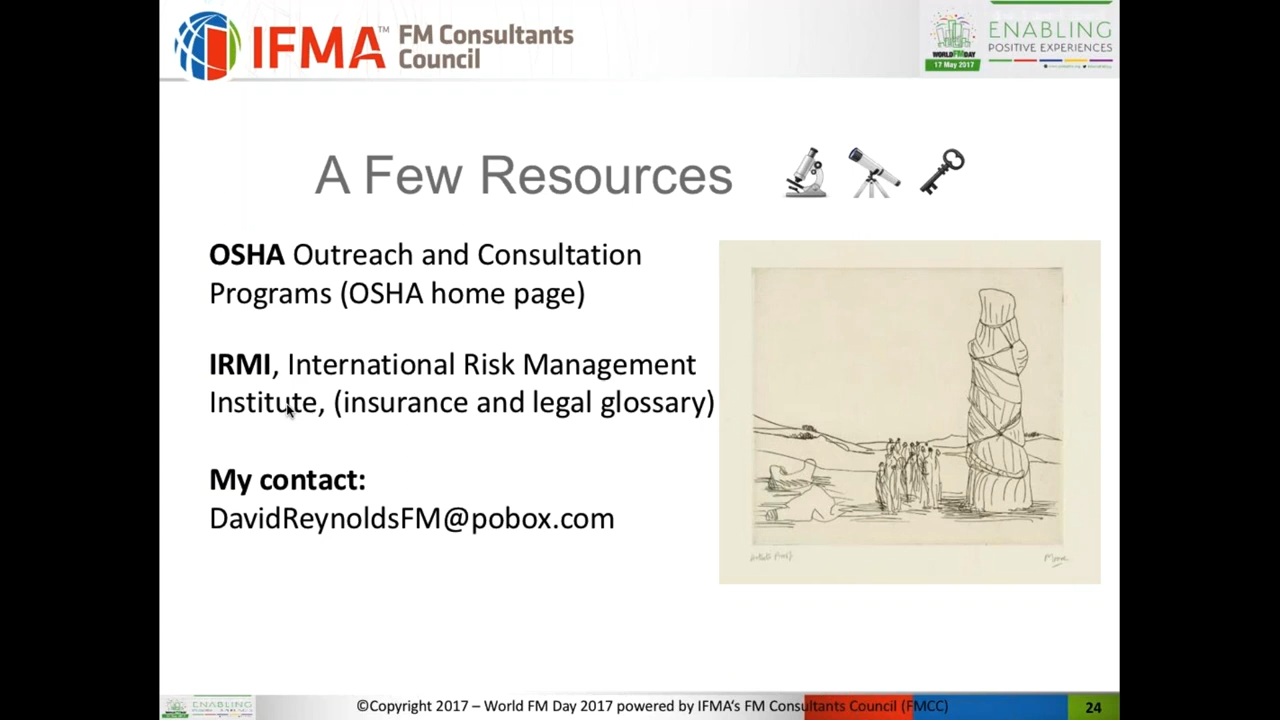 IFMA™ FM Consultants
Council
WORLD FM DAY
17 May 2017
ENABLING
POSITIVE EXPERIENCES
A Few Resources
OSHA Outreach and Consultation
Programs (OSHA home page)
IRMI, International Risk Management
Institute, (insurance and legal glossary)
My contact:
DavidReynoldsFM@pobox.com
ENABLING
©Copyright 2017 – World FM Day 2017 powered by IFMA’s FM Consultants Council (FMCC)
24